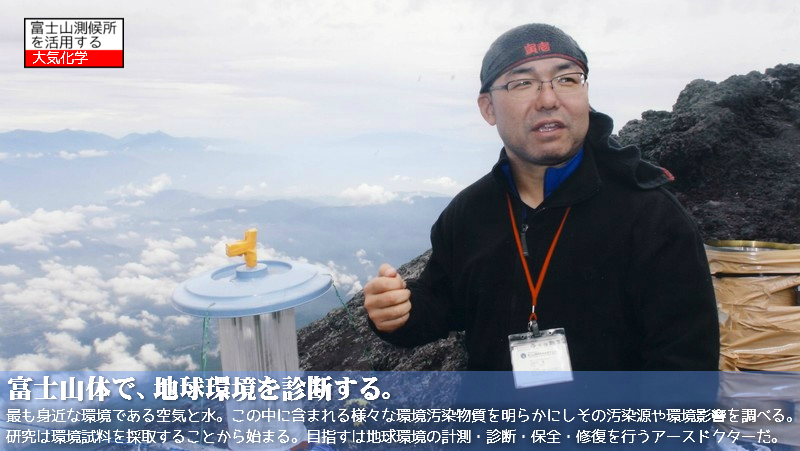 富士山測候所
を活用する
大気化学
富士山体で、地球環境を診断する。
最も身近な環境である空気と水。この中に含まれる様々な環境汚染物質を明らかにしその汚染源や環境影響を調べる。
研究は環境試料を採取することから始まる。目指すは地球環境の計測・診断・保全・修復を行うアースドクターだ。